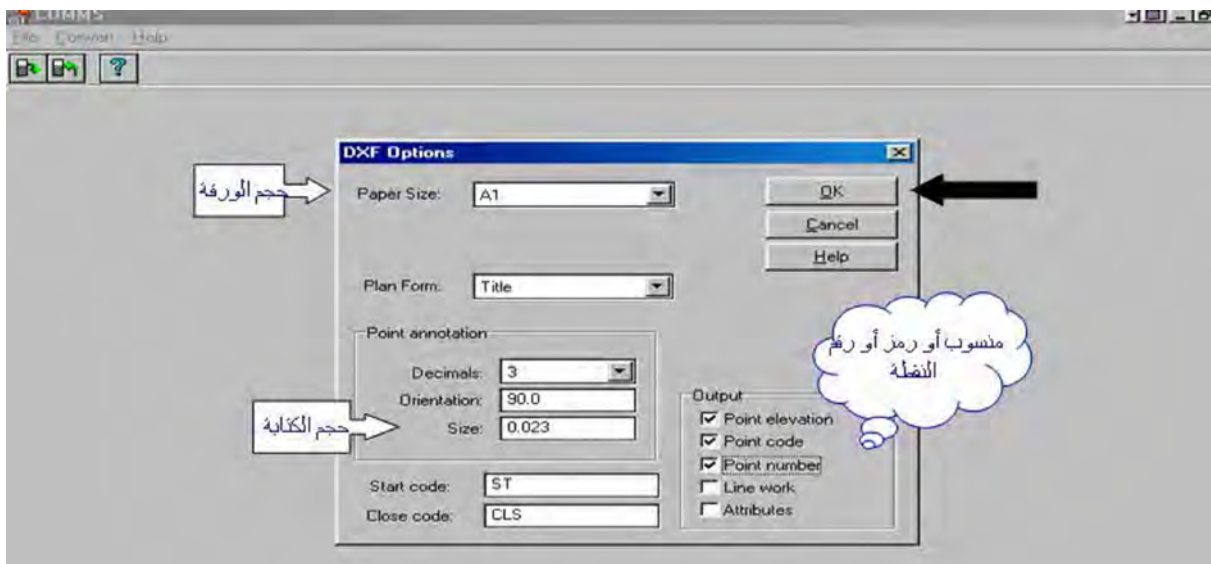 COMMS
File Convert Help
DXF Options
حجم الورقة
Paper Size: A1
OK
Cancel
Help
Plan Form: Title
منسوب أو رمز أو رقم
النقطة
Point annotation
Decimals: 3
Orientation: 90.0
حجم الكتابة
Size: 0.023
Output
Point elevation
Point code
Point number
Line work
Attributes
Start code: ST
Close code: CLS